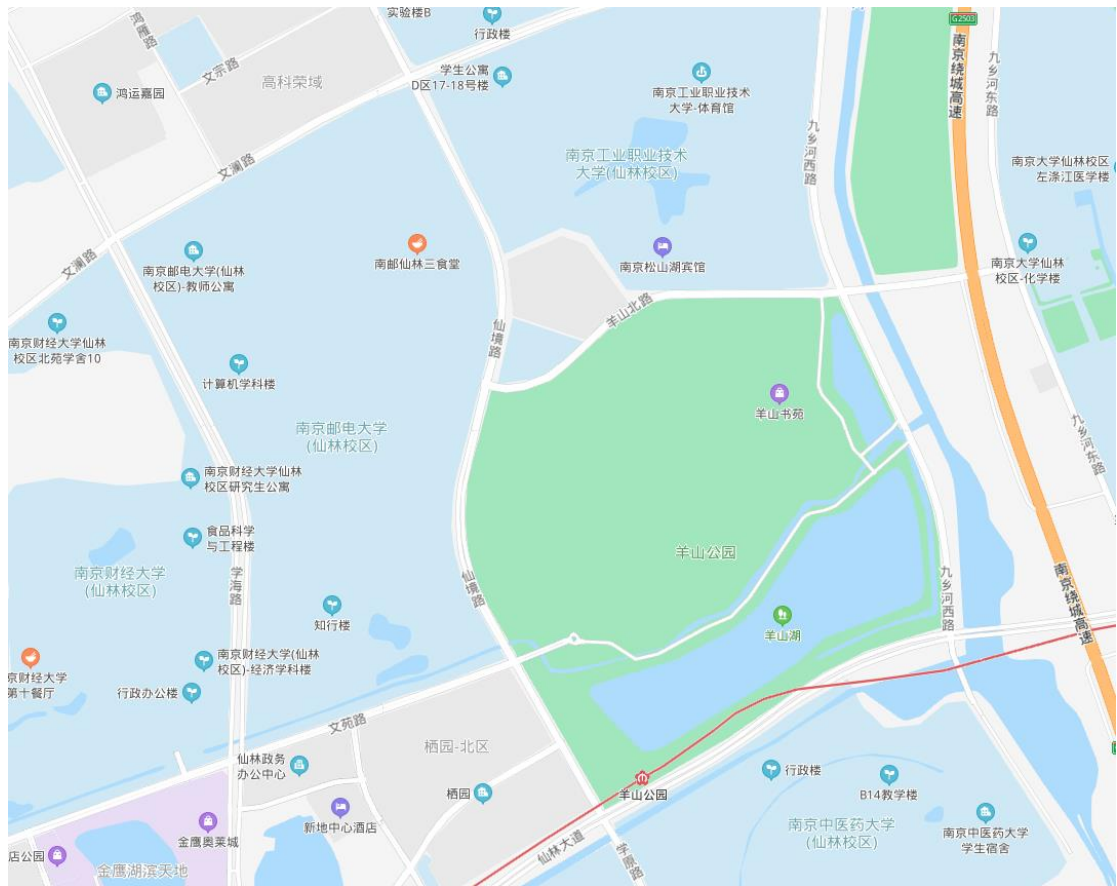 实验楼B
行政楼
G2503
鸿雁路
文宗路
高科荣域
鸿运嘉园
学生公寓
D区17-18号楼
南京工业职业技术
大学-体育馆
南京绕城高速
九乡河东路
文澜路
南京工业职业技术
大学(仙林校区)
九乡河西路
南京大学仙林校区
左涤江医学楼
文澜路
南京邮电大学(仙林
校区)-教师公寓
南邮仙林三食堂
南京松山湖宾馆
南京大学仙林
校区-化学楼
羊山北路
仙境路
南京财经大学仙林
校区北苑学舍10
计算机学科楼
羊山书苑
南京邮电大学
(仙林校区)
九乡河东路
南京财经大学仙林
校区研究生公寓
食品科学
与工程楼
羊山公园
南京财经大学
(仙林校区)
学海路
仙境路
九乡河西路
南京绕城高速
知行楼
羊山湖
京财经大学
第十餐厅
南京财经大学(仙林
校区)-经济学科楼
行政办公楼
文苑路
栖园-北区
仙林政务
办公中心
栖园
羊山公园
行政楼
B14教学楼
新地中心酒店
金鹰奥莱城
仙林大道
学原路
南京中医药大学
(仙林校区)
南京中医药大学
学生宿舍
店公园
金鹰湖滨天地